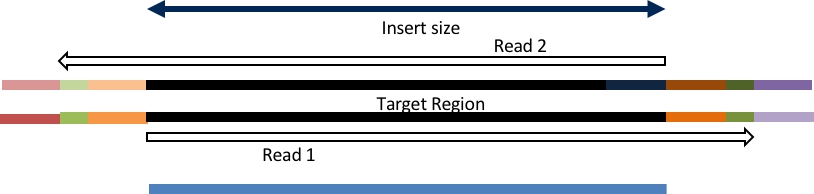 Insert size
Read 2
Target Region
Read 1